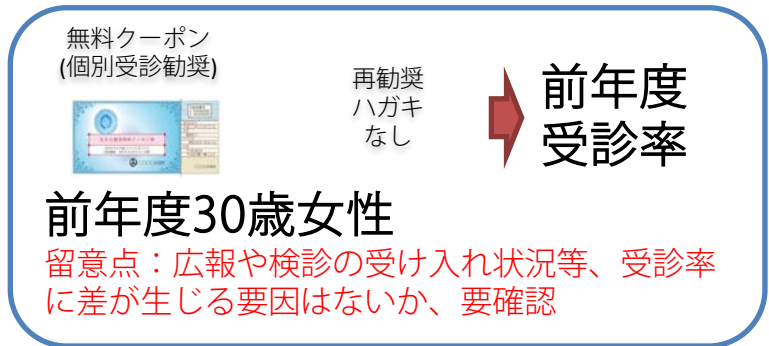 無料クーポン
(個別受診勧奨)
再勧奨
ハガキ
なし
前年度
受診率
前年度30歳女性
留意点：広報や検診の受け入れ状況等、受診率
に差が生じる要因はないか、要確認